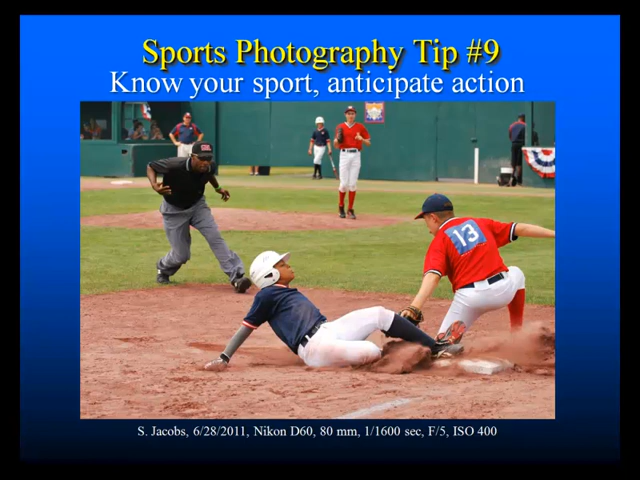 Sports Photography Tip #9
Know your sport, anticipate action
13
S. Jacobs, 6/28/2011, Nikon D60, 80 mm, 1/1600 sec, F/5, ISO 400